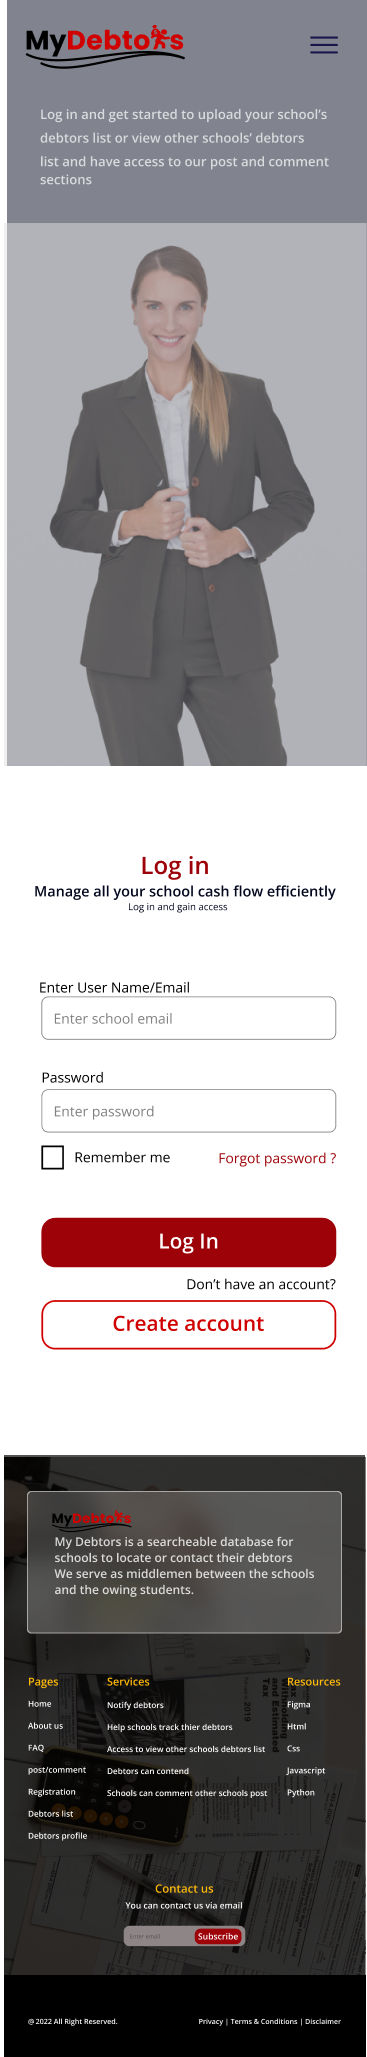 MyDebtors
Log in and get started to upload your school's
debtors list or view other schools' debtors
list and have access to our post and comment
sections
Log in
Manage all your school cash flow efficiently
Log in and gain access
Enter User Name/Email
Enter school email
Password
Enter password
Remember me
Forgot password ?
Log In
Don't have an account?
Create account
MyDebtors
My Debtors is a searcheable database for
schools to locate or contact their debtors
We serve as middlemen between the schools
and the owing students.
Pages
Home
About us
FAQ
post/comment
Registration
Debtors list
Debtors profile
Services
Notify debtors
Help schools track thier debtors
Access to view other schools debtors list
Debtors can contend
Schools can comment other schools post
Resources
Figma
Html
Css
Javascript
Python
Contact us
You can contact us via email
Enter email
Subscribe
@ 2022 All Right Reserved.
Privacy | Terms & Conditions | Disclaimer